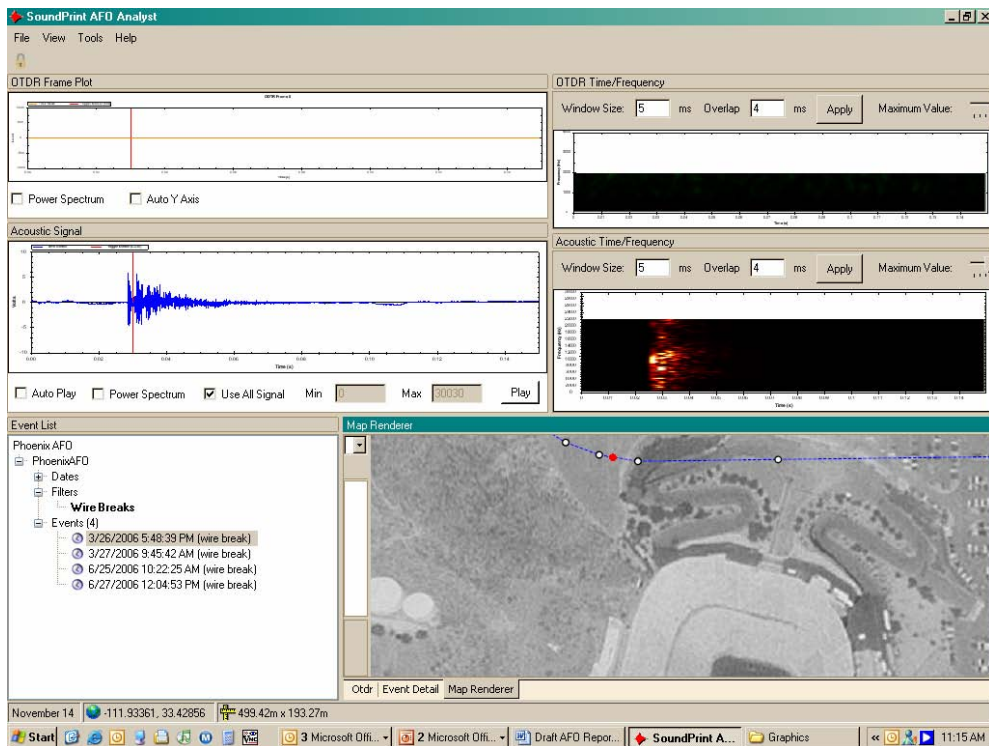 SoundPrint AFO Analyst
File View Tools Help
OTDR Frame Plot
Power Spectrum Auto Y Axis
OTDR Time/Frequency
Window Size: 5 ms Overlap 4 ms Apply Maximum Value:
Acoustic Signal
Time (s)
Auto Play Power Spectrum Use All Signal Min 0 Max 30030 Play
Acoustic Time/Frequency
Window Size: 5 ms Overlap 4 ms Apply Maximum Value:
Time (s)
Event List
Phoenix AFO
PhoenixAFO
Dates
Filters
Wire Breaks
Events (4)
3/26/2006 5:48:39 PM (wire break)
3/27/2006 9:45:42 AM (wire break)
6/25/2006 10:22:25 AM (wire break)
6/27/2006 12:04:53 PM (wire break)
Map Renderer
Otdr Event Detail Map Renderer
November 14 -111.93361, 33.42856 499.42m x 193.27m
Start 3 Microsoft Offi... 2 Microsoft Offi... Draft AFO Repor... SoundPrint A... Graphics 11:15 AM